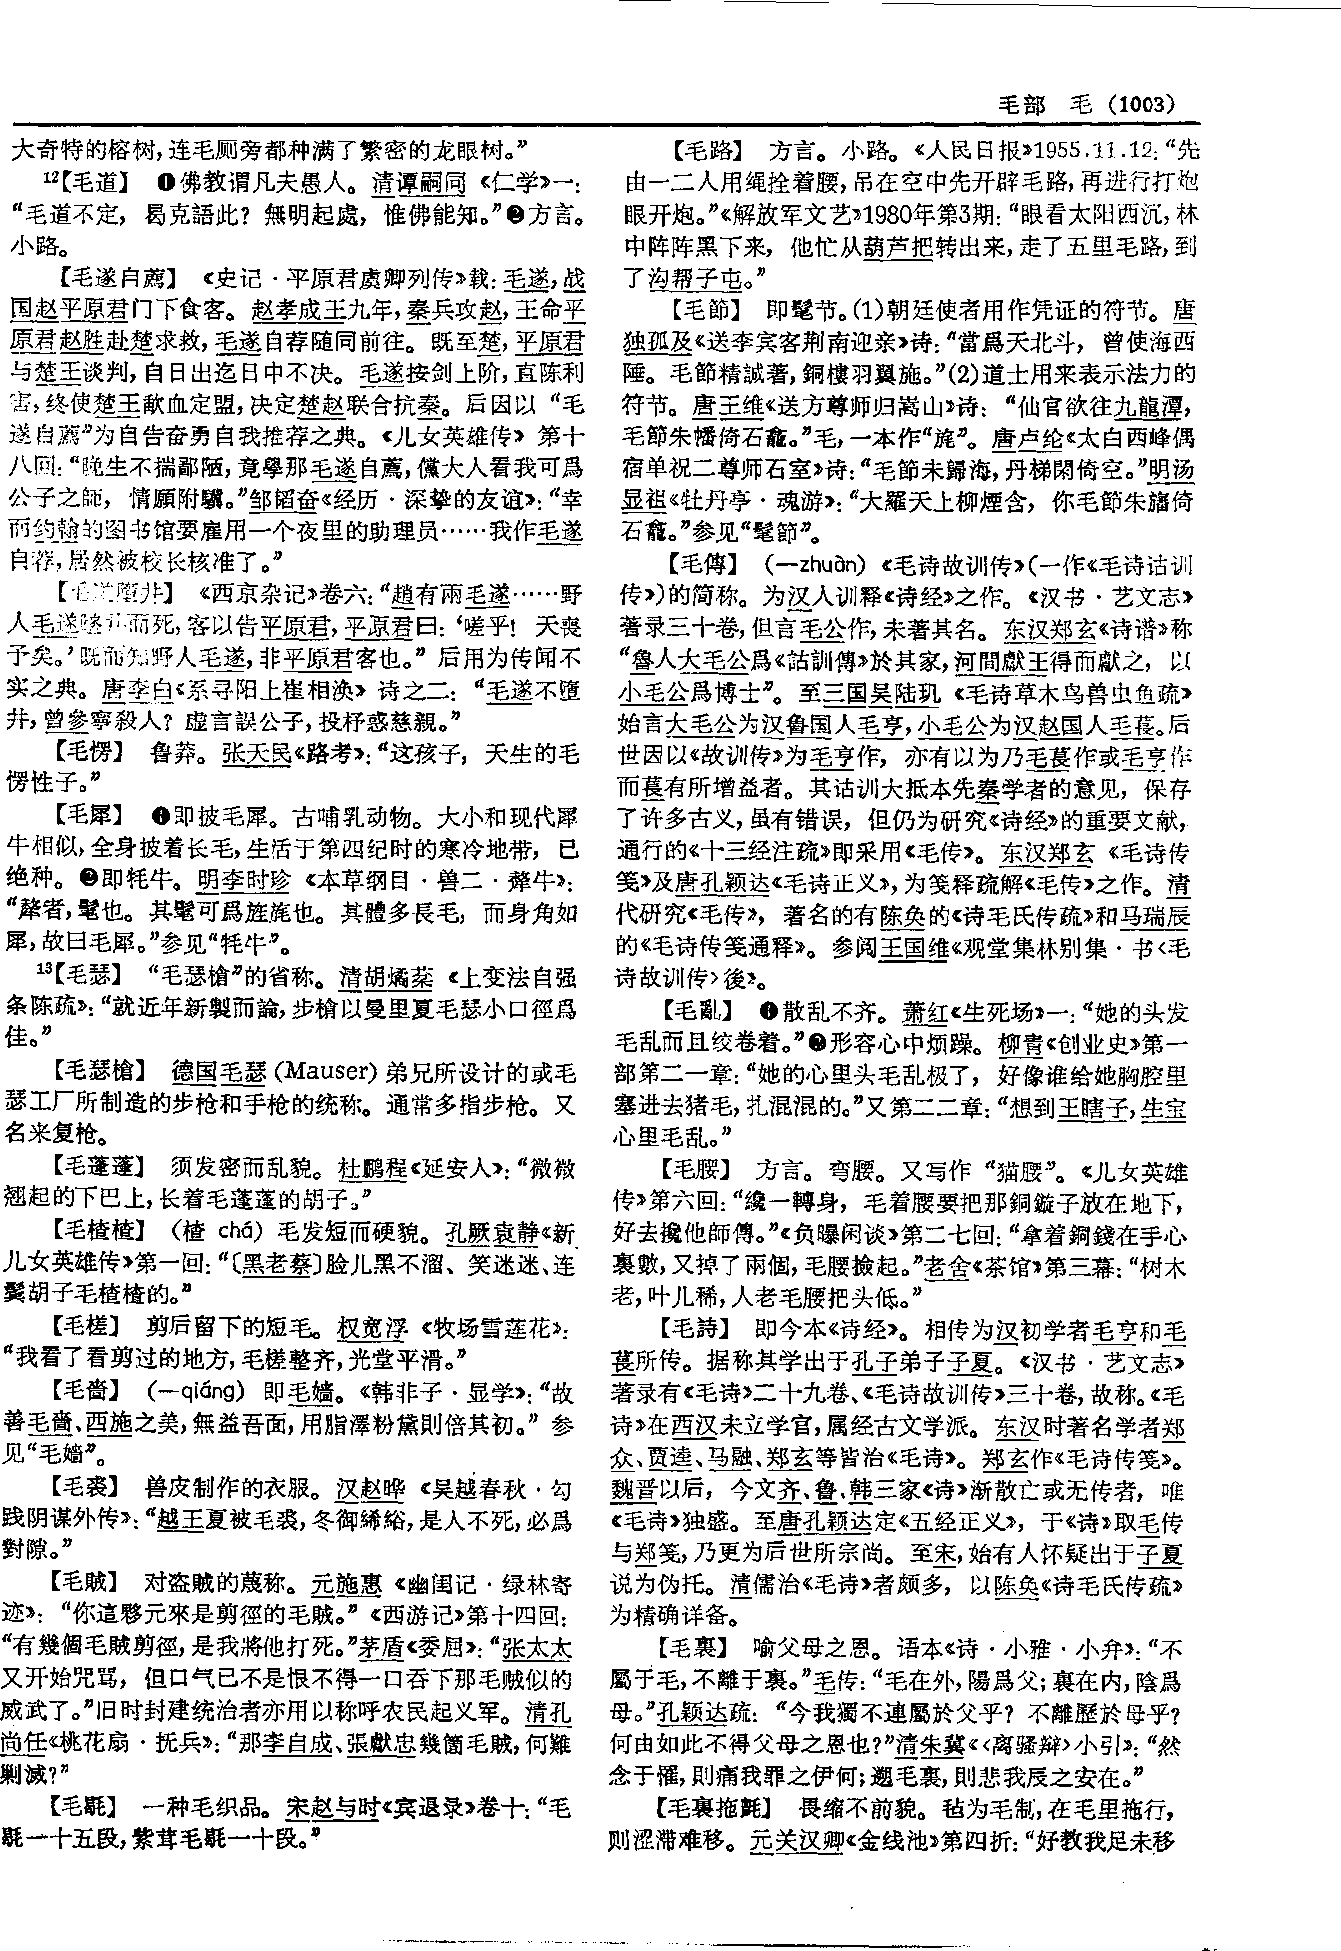 毛部　毛（1003）
大奇特的榕树，连毛厕旁都种满了繁密的龙眼树。”
12【毛道】　❶佛教谓凡夫愚人。清谭嗣同《仁学》一：
“毛道不定，曷克語此？無明起處，惟佛能知。”❷方言。
小路。
【毛遂自薦】　《史记·平原君虞卿列传》载：毛遂，战
国赵平原君门下食客。赵孝成王九年，秦兵攻赵，王命平
原君赵胜赴楚求救，毛遂自荐随同前往。既至楚，平原君
与楚王谈判，自日出迄日中不决。毛遂按剑上阶，直陈利
害，终使楚王歃血定盟，决定楚赵联合抗秦。后因以“毛
遂自薦”为自告奋勇自我推荐之典。《儿女英雄传》第十
八回：“晚生不揣鄙陋，竟學那毛遂自薦，儻大人看我可爲
公子之師，情願附驥。”邹韬奋《经历·深挚的友谊》：“幸
而约翰的图书馆要雇用一个夜里的助理员……我作毛遂
自荐，居然被校长核准了。”
【毛遂墮井】　《西京杂记》卷六：“趙有兩毛遂……野
人毛遂墜井而死，客以告平原君，平原君曰：‘嗟乎！天喪
予矣。’既而知野人毛遂，非平原君客也。”后用为传闻不
实之典。唐李白《系寻阳上崔相涣》诗之二：“毛遂不墮
井，曾參寧殺人？虚言誤公子，投杼惑慈親。”
【毛愣】　鲁莽。张天民《路考》：“这孩子，天生的毛
愣性子。”
【毛犀】　❶即披毛犀。古哺乳动物。大小和现代犀
牛相似，全身披着长毛，生活于第四纪时的寒冷地带，已
绝种。❷即牦牛。明李时珍《本草纲目·兽二·犛牛》：
“犛者，髦也。其髦可爲旌旄也。其體多長毛，而身角如
犀，故曰毛犀。”参见“牦牛”。
13【毛瑟】　“毛瑟槍”的省称。清胡燏棻《上变法自强
条陈疏》：“就近年新製而論，步槍以曼里夏毛瑟小口徑爲
佳。”
【毛瑟槍】　德国毛瑟（Mauser）弟兄所设计的或毛
瑟工厂所制造的步枪和手枪的统称。通常多指步枪。又
名来复枪。
【毛蓬蓬】　须发密而乱貌。杜鹏程《延安人》：“微微
翘起的下巴上，长着毛蓬蓬的胡子。”
【毛楂楂】　（楂 chá）毛发短而硬貌。孔厥袁静《新
儿女英雄传》第一回：“〔黑老蔡〕脸儿黑不溜、笑迷迷、连
鬓胡子毛楂楂的。”
【毛槎】　剪后留下的短毛。权宽浮《牧场雪莲花》：
“我看了看剪过的地方，毛槎整齐，光堂平滑。”
【毛嗇】　（—qiáng）即毛嫱。《韩非子·显学》：“故
善毛嗇、西施之美，無益吾面，用脂澤粉黛則倍其初。”参
见“毛嬙”。
【毛裘】　兽皮制作的衣服。汉赵晔《吴越春秋·勾
践阴谋外传》：“越王夏被毛裘，冬御絺綌，是人不死，必爲
對隙。”
【毛賊】　对盗贼的蔑称。元施惠《幽闺记·绿林寄
迹》：“你這夥元來是剪徑的毛賊。”《西游记》第十四回：
“有幾個毛賊剪徑，是我將他打死。”茅盾《委屈》：“张太太
又开始咒骂，但口气已不是恨不得一口吞下那毛贼似的
威武了。”旧时封建统治者亦用以称呼农民起义军。清孔
尚任《桃花扇·抚兵》：“那李自成、張獻忠幾箇毛賊，何難
剿滅？”
【毛毼】　一种毛织品。宋赵与时《宾退录》卷十：“毛
毼一十五段，紫茸毛毼一十段。”
【毛路】　方言。小路。《人民日报》1955.11.12：“先
由一二人用绳拴着腰，吊在空中先开辟毛路，再进行打炮
眼开炮。”《解放军文艺》1980年第3期：“眼看太阳西沉，林
中阵阵黑下来，他忙从葫芦把转出来，走了五里毛路，到
了沟帮子屯。”
【毛節】　即髦节。(1)朝廷使者用作凭证的符节。唐
独孤及《送李宾客荆南迎亲》诗：“當爲天北斗，曾使海西
陲。毛節精誠著，銅樓羽翼施。”(2)道士用来表示法力的
符节。唐王维《送方尊师归嵩山》诗：“仙官欲往九龍潭，
毛節朱幡倚石龕。”毛，一本作“旄”。唐卢纶《太白西峰偶
宿单祝二尊师石室》诗：“毛節未歸海，丹梯閑倚空。”明汤
显祖《牡丹亭·魂游》：“大羅天上柳煙含，你毛節朱旛倚
石龕。”参见“髦節”。
【毛傳】　（—zhuàn）《毛诗故训传》（一作《毛诗诂训
传》）的简称。为汉人训释《诗经》之作。《汉书·艺文志》
著录三十卷，但言毛公作，未著其名。东汉郑玄《诗谱》称
“魯人大毛公爲《詁訓傳》於其家，河間獻王得而獻之，以
小毛公爲博士”。至三国吴陆玑《毛诗草木鸟兽虫鱼疏》
始言大毛公为汉鲁国人毛亨，小毛公为汉赵国人毛苌。后
世因以《故训传》为毛亨作，亦有以为乃毛苌作或毛亨作
而苌有所增益者。其诂训大抵本先秦学者的意见，保存
了许多古义，虽有错误，但仍为研究《诗经》的重要文献，
通行的《十三经注疏》即采用《毛传》。东汉郑玄《毛诗传
笺》及唐孔颖达《毛诗正义》，为笺释疏解《毛传》之作。清
代研究《毛传》，著名的有陈奂的《诗毛氏传疏》和马瑞辰
的《毛诗传笺通释》。参阅王国维《观堂集林别集·书〈毛
诗故训传〉後》。
【毛亂】　❶散乱不齐。萧红《生死场》一：“她的头发
毛乱而且绞卷着。”❷形容心中烦躁。柳青《创业史》第一
部第二一章：“她的心里头毛乱极了，好像谁给她胸腔里
塞进去猪毛，扎混混的。”又第二二章：“想到王瞎子，生宝
心里毛乱。”
【毛腰】　方言。弯腰。又写作“猫腰”。《儿女英雄
传》第六回：“纔一轉身，毛着腰要把那銅鏇子放在地下，
好去攙他師傅。”《负曝闲谈》第二七回：“拿着銅錢在手心
裏數，又掉了兩個，毛腰撿起。”老舍《茶馆》第三幕：“树木
老，叶儿稀，人老毛腰把头低。”
【毛詩】　即今本《诗经》。相传为汉初学者毛亨和毛
苌所传。据称其学出于孔子弟子子夏。《汉书·艺文志》
著录有《毛诗》二十九卷、《毛诗故训传》三十卷，故称。《毛
诗》在西汉未立学官，属经古文学派。东汉时著名学者郑
众、贾逵、马融、郑玄等皆治《毛诗》。郑玄作《毛诗传笺》。
魏晋以后，今文齐、鲁、韩三家《诗》渐散亡或无传者，唯
《毛诗》独盛。至唐孔颖达定《五经正义》，于《诗》取毛传
与郑笺，乃更为后世所宗尚。至宋，始有人怀疑出于子夏
说为伪托。清儒治《毛诗》者颇多，以陈奂《诗毛氏传疏》
为精确详备。
【毛裏】　喻父母之恩。语本《诗·小雅·小弁》：“不
屬于毛，不離于裏。”毛传：“毛在外，陽爲父；裏在内，陰爲
母。”孔颖达疏：“今我獨不連屬於父乎？不離歷於母乎？
何由如此不得父母之恩也？”清朱冀《〈离骚辩〉小引》：“然
念于罹，則痛我罪之伊何；遡毛裏，則悲我辰之安在。”
【毛裏拖氈】　畏缩不前貌。毡为毛制，在毛里拖行，
则涩滞难移。元关汉卿《金线池》第四折：“好教我足未移